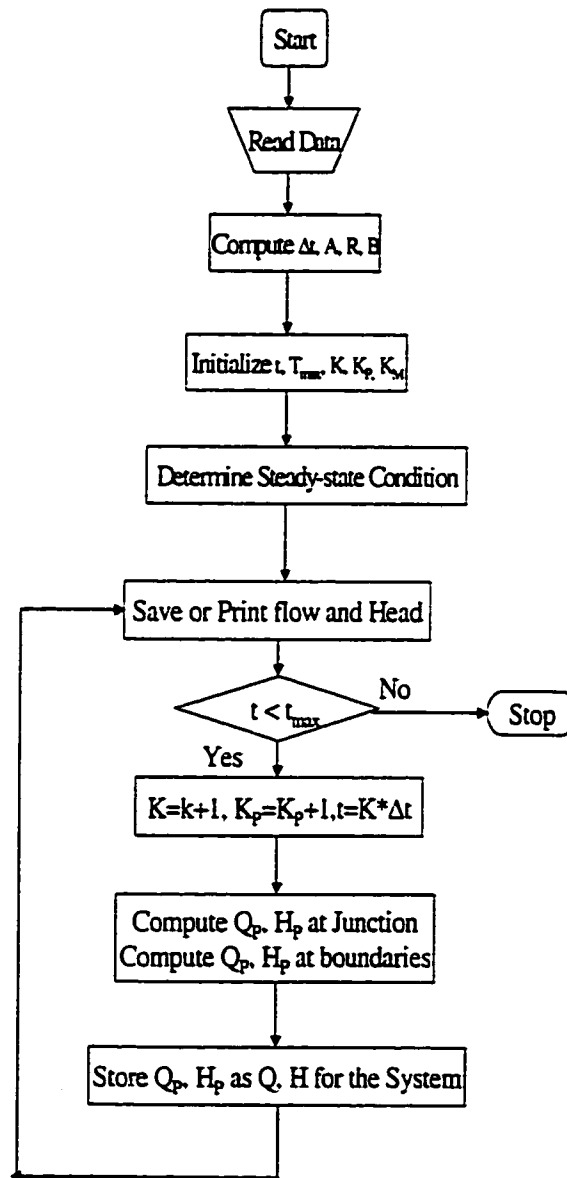 Start
Read Data
Compute Δt, A, R, B
Initialize t, Tmax, K, KP, KM
Determine Steady-state Condition
Save or Print flow and Head
t < tmax
No
Stop
Yes
K=k+1, KP=KP+1,t=K*Δt
Compute QP, HP at Junction
Compute QP, HP at boundaries
Store QP, HP as Q, H for the System